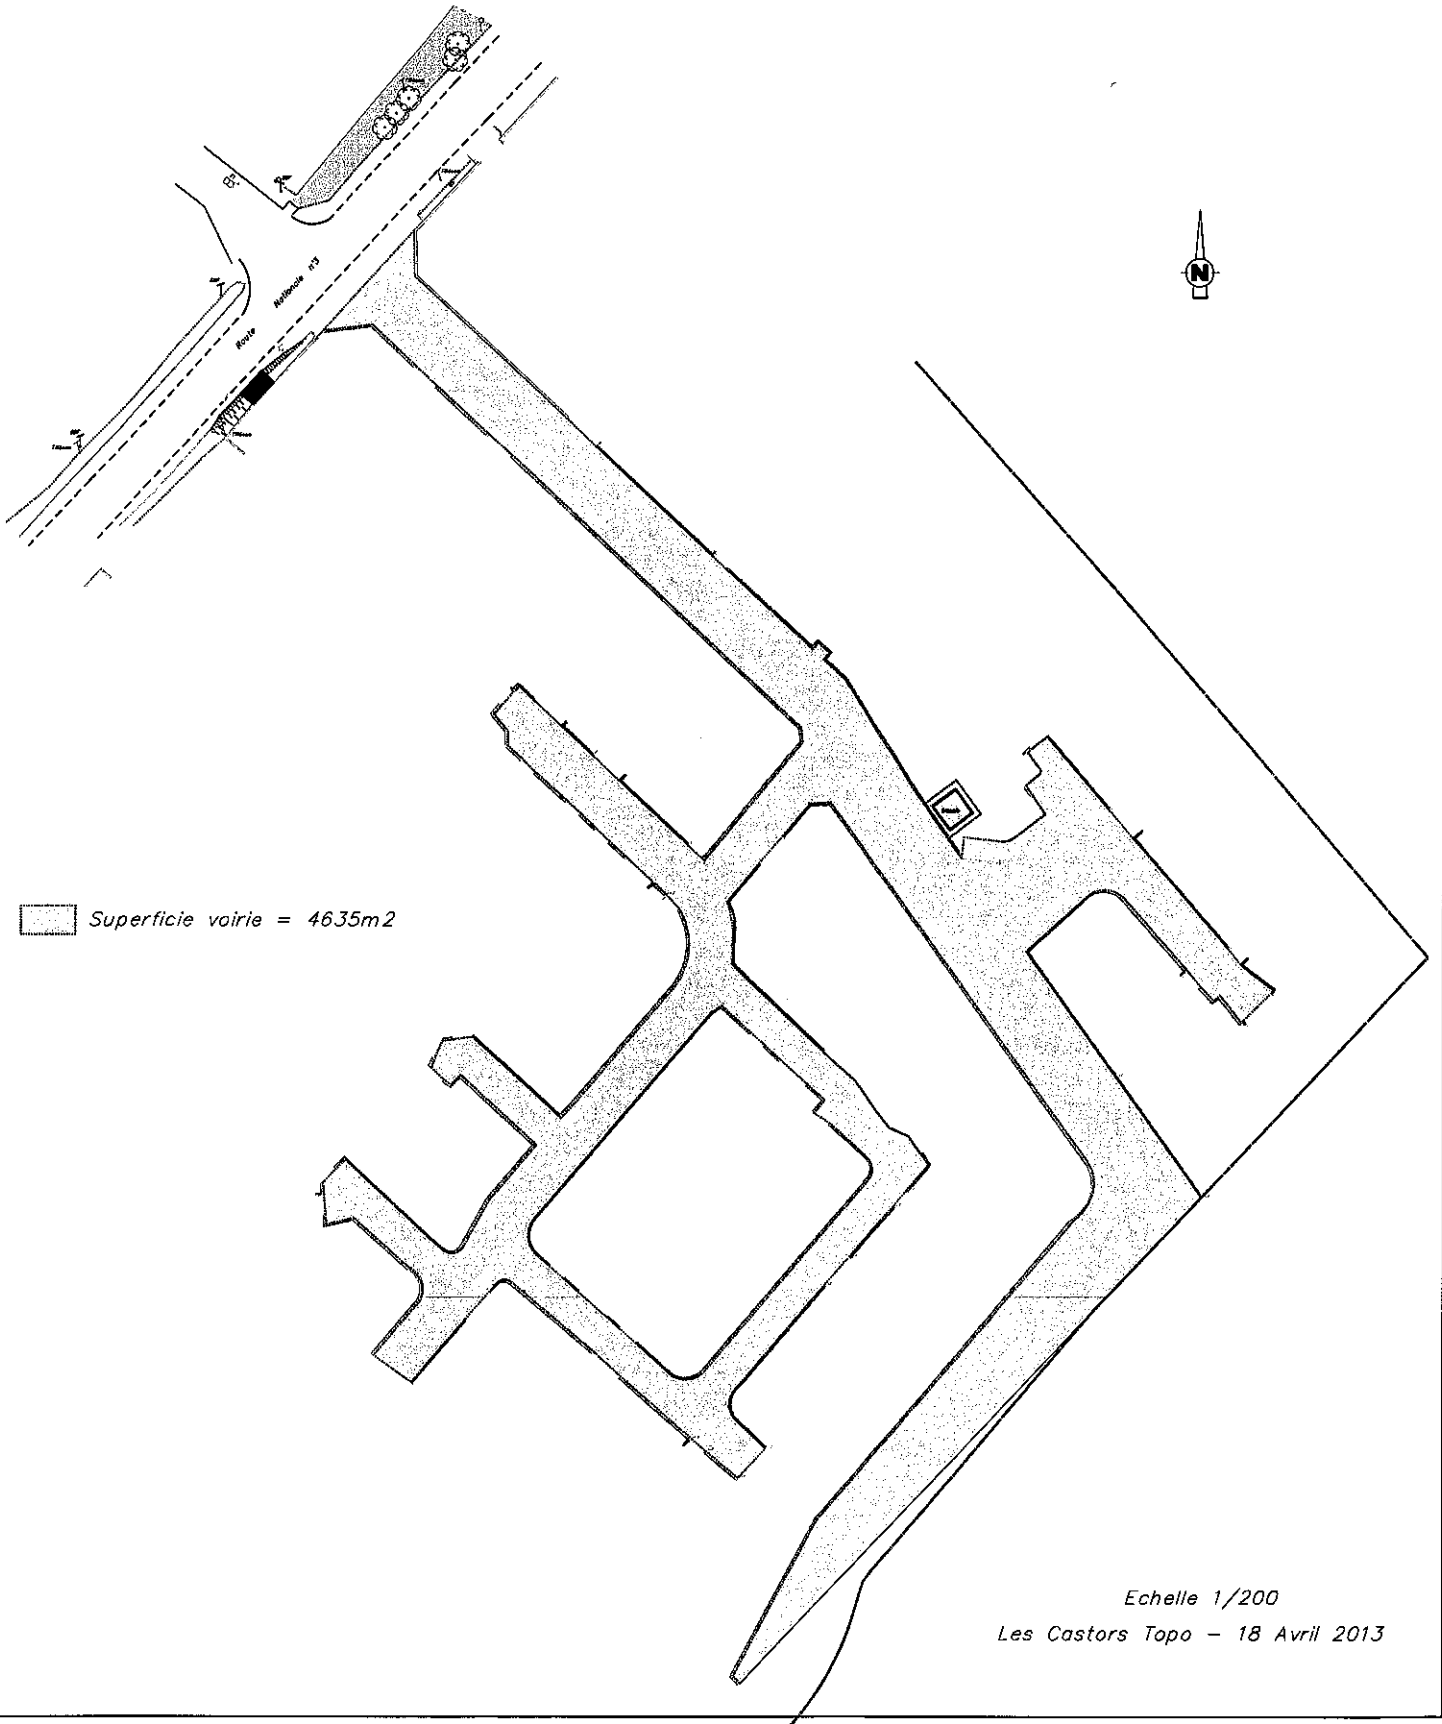 N
Route Nationale n°3
Superficie voirie = 4635m2
Echelle 1/200
Les Castors Topo - 18 Avril 2013